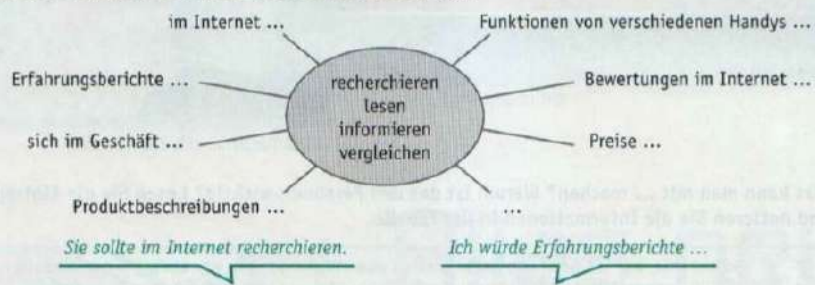 im Internet ...
Funktionen von verschiedenen Handys ...
Erfahrungsberichte ...
recherchieren
lesen
informieren
vergleichen
Bewertungen im Internet ...
sich im Geschäft ...
Preise ...
Produktbeschreibungen ...
...
Sie sollte im Internet recherchieren.
Ich würde Erfahrungsberichte ...